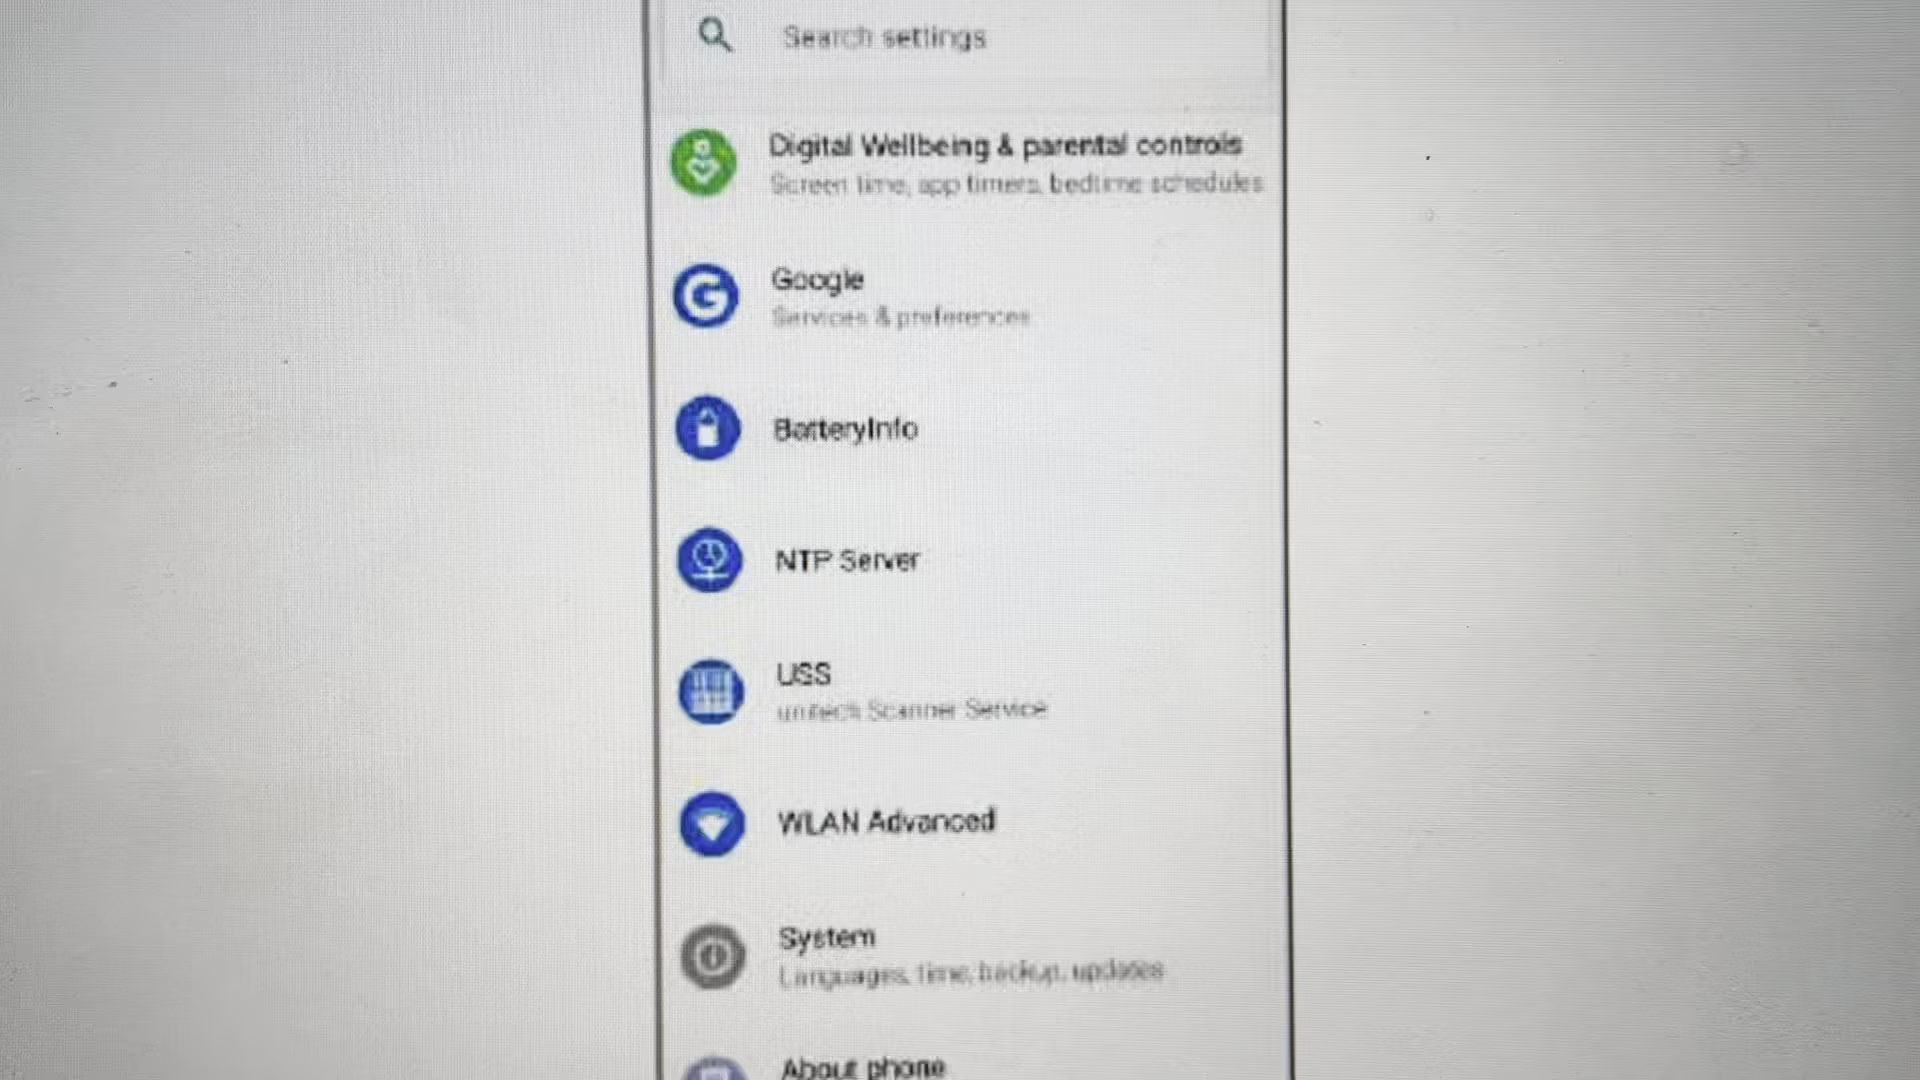 Search settings
Digital Wellbeing & parental controls
Screen time, app timers, bedtime schedules
Google
Services & preferences
BatteryInfo
NTP Server
USS
unitech Scanner Service
WLAN Advanced
System
Languages, time, backup, updates
About phone